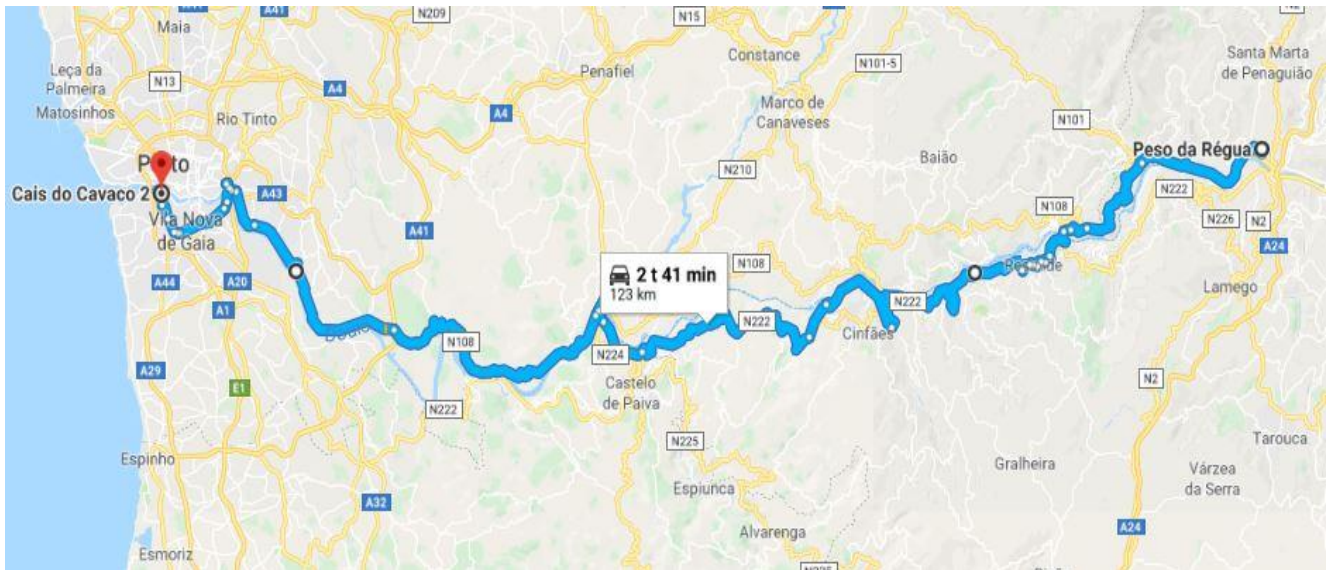 N209
A41
N15
N2
Maia
Constance
Santa Marta
de Penaguião
Leça da
Palmeira
N13
A4
Penafiel
N101-5
Matosinhos
Rio Tinto
A4
Marco de
Canaveses
N101
Porto
Baião
Peso da Régua
Cais do Cavaco 2
A43
N210
N222
Vila Nova
de Gaia
A41
N108
N226
N2
A24
2 t 41 min
123 km
N108
Resende
A44
A20
N222
Lamego
A1
N222
Cinfães
Douro
N108
N224
A29
E1
Castelo
de Paiva
N2
N222
Espinho
N225
Tarouca
Gralheira
Várzea
da Serra
A32
Espiunca
Alvarenga
A24
Esmoriz
N225